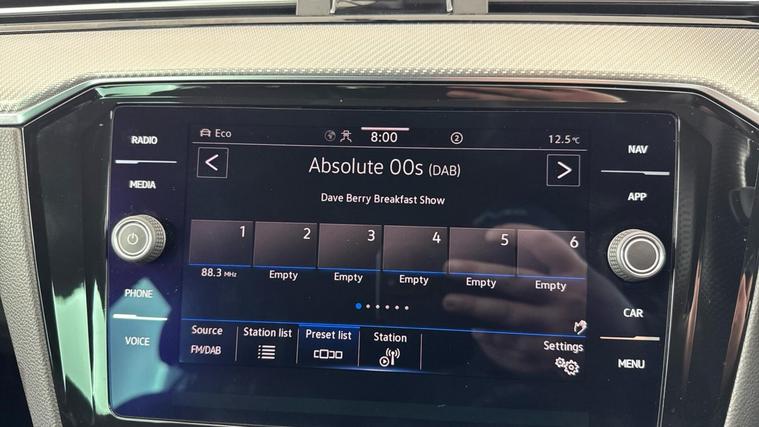 RADIO
MEDIA
PHONE
VOICE
Eco 8:00 2 12.5°C
< Absolute 00s (DAB) >
Dave Berry Breakfast Show
1 2 3 4 5 6
88.3 MHz Empty Empty Empty Empty Empty
Source Station list Preset list Station Settings
FM/DAB
NAV
APP
CAR
MENU